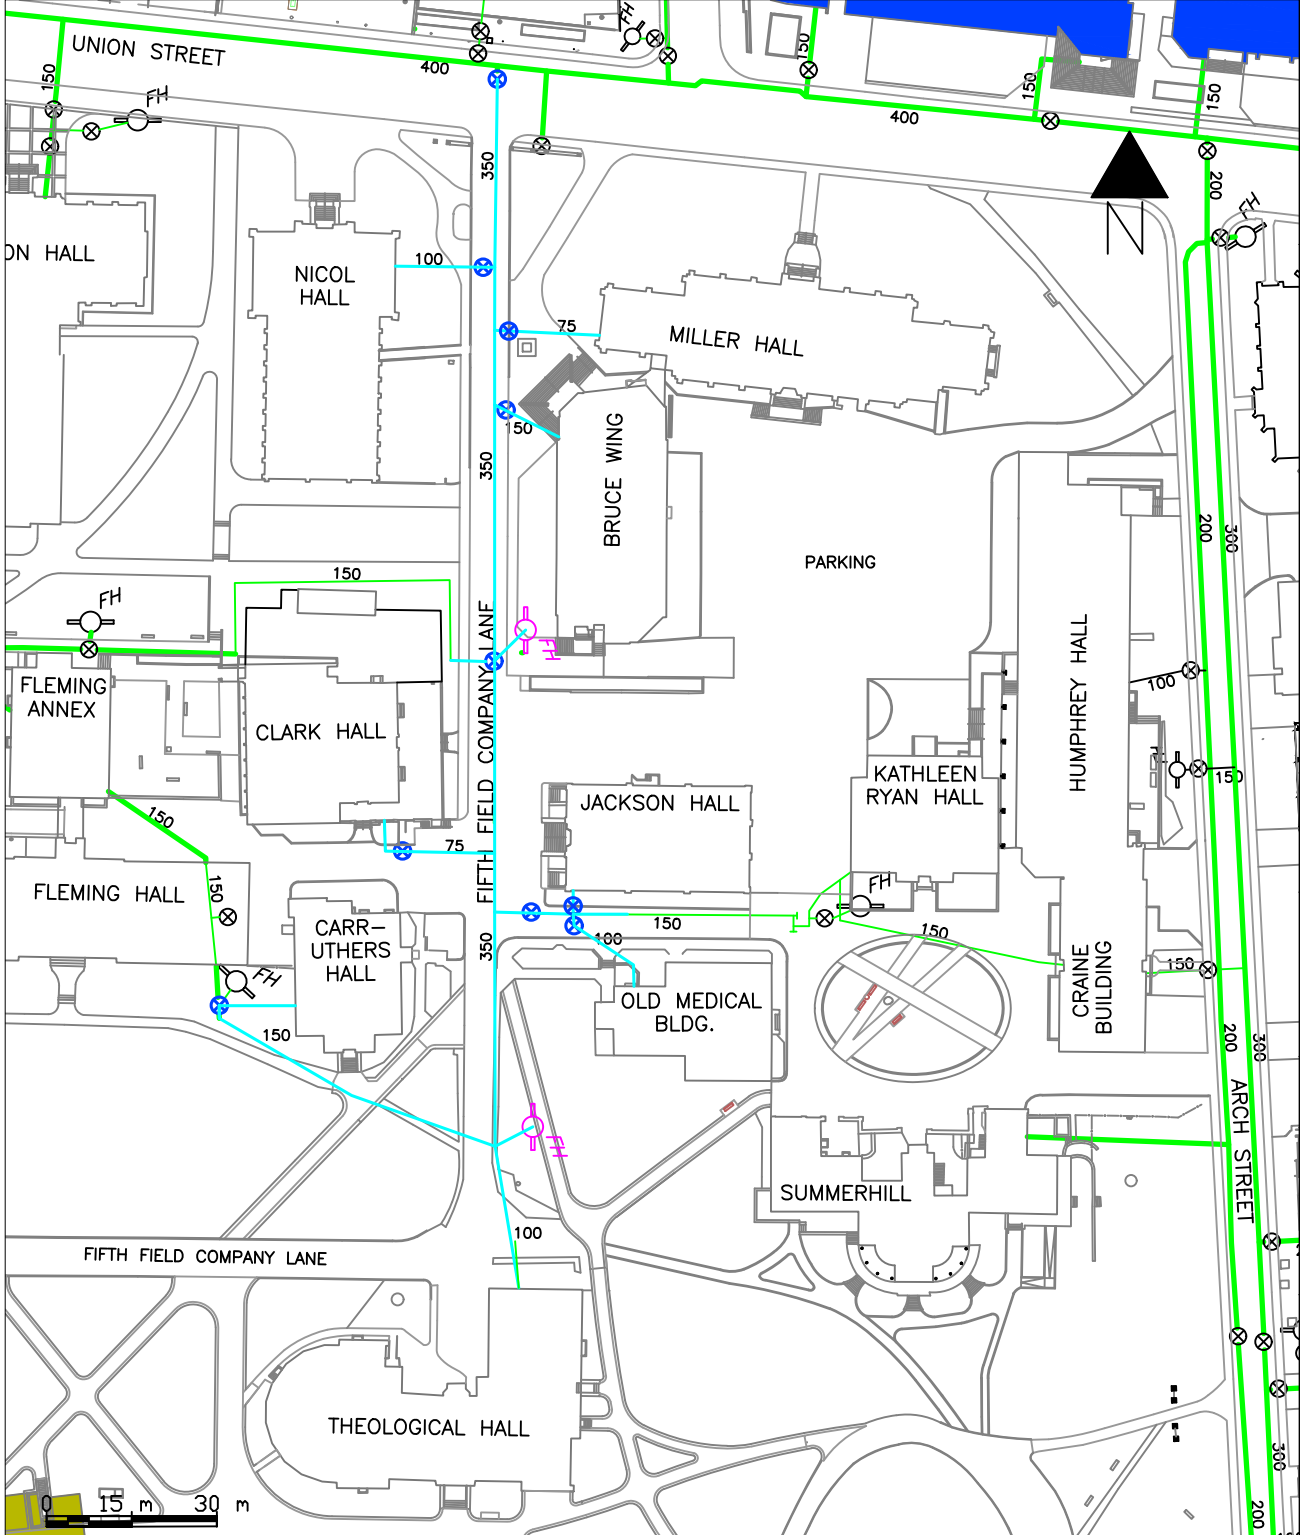 FH
UNION STREET
150
400
150
150
150
FH
400
350
200
FH
N
ON HALL
100
NICOL
HALL
75
MILLER HALL
150
BRUCE WING
350
200
300
PARKING
150
FH
FH
FLEMING
ANNEX
CLARK HALL
FIFTH FIELD COMPANY LANE
HUMPHREY HALL
100
150
KATHLEEN
RYAN HALL
JACKSON HALL
150
75
FLEMING HALL
150
FH
CARR-
UTHERS
HALL
150
150
350
100
CRAINE
BUILDING
150
FH
OLD MEDICAL
BLDG.
150
200
300
ARCH STREET
FH
SUMMERHILL
100
FIFTH FIELD COMPANY LANE
THEOLOGICAL HALL
300
200
0 15 m 30 m